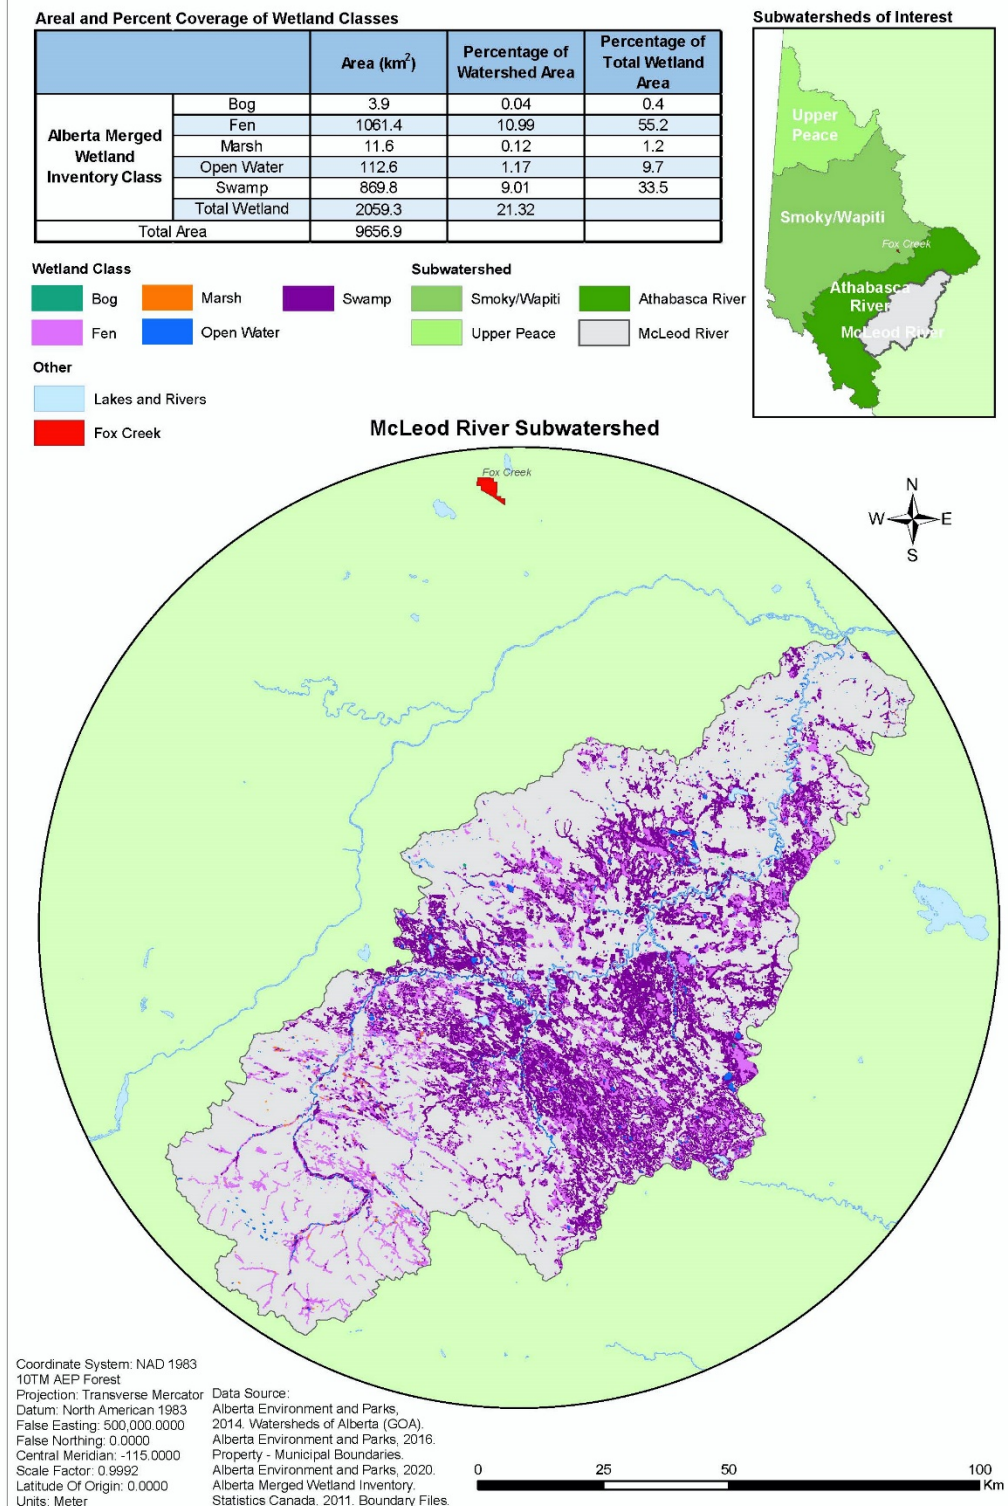 Areal and Percent Coverage of Wetland Classes
Area (km²) Percentage of Watershed Area Percentage of Total Wetland Area
Alberta Merged Wetland Inventory Class
Bog 3.9 0.04 0.4
Fen 1061.4 10.99 55.2
Marsh 11.6 0.12 1.2
Open Water 112.6 1.17 9.7
Swamp 869.8 9.01 33.5
Total Wetland 2059.3 21.32
Total Area 9656.9
Subwatersheds of Interest
Upper
Peace
Smoky/Wapiti
Fox Creek
Athabasca
River
McLeod River
Wetland Class
Bog
Marsh
Swamp
Fen
Open Water
Subwatershed
Smoky/Wapiti
Athabasca River
Upper Peace
McLeod River
Other
Lakes and Rivers
Fox Creek
McLeod River Subwatershed
Fox Creek
N
W E
S
Coordinate System: NAD 1983
10TM AEP Forest
Projection: Transverse Mercator
Datum: North American 1983
False Easting: 500,000.0000
False Northing: 0.0000
Central Meridian: -115.0000
Scale Factor: 0.9992
Latitude Of Origin: 0.0000
Units: Meter
Data Source:
Alberta Environment and Parks,
2014. Watersheds of Alberta (GOA).
Alberta Environment and Parks, 2016.
Property - Municipal Boundaries.
Alberta Environment and Parks, 2020.
Alberta Merged Wetland Inventory.
Statistics Canada, 2011. Boundary Files.
0 25 50 100
Km